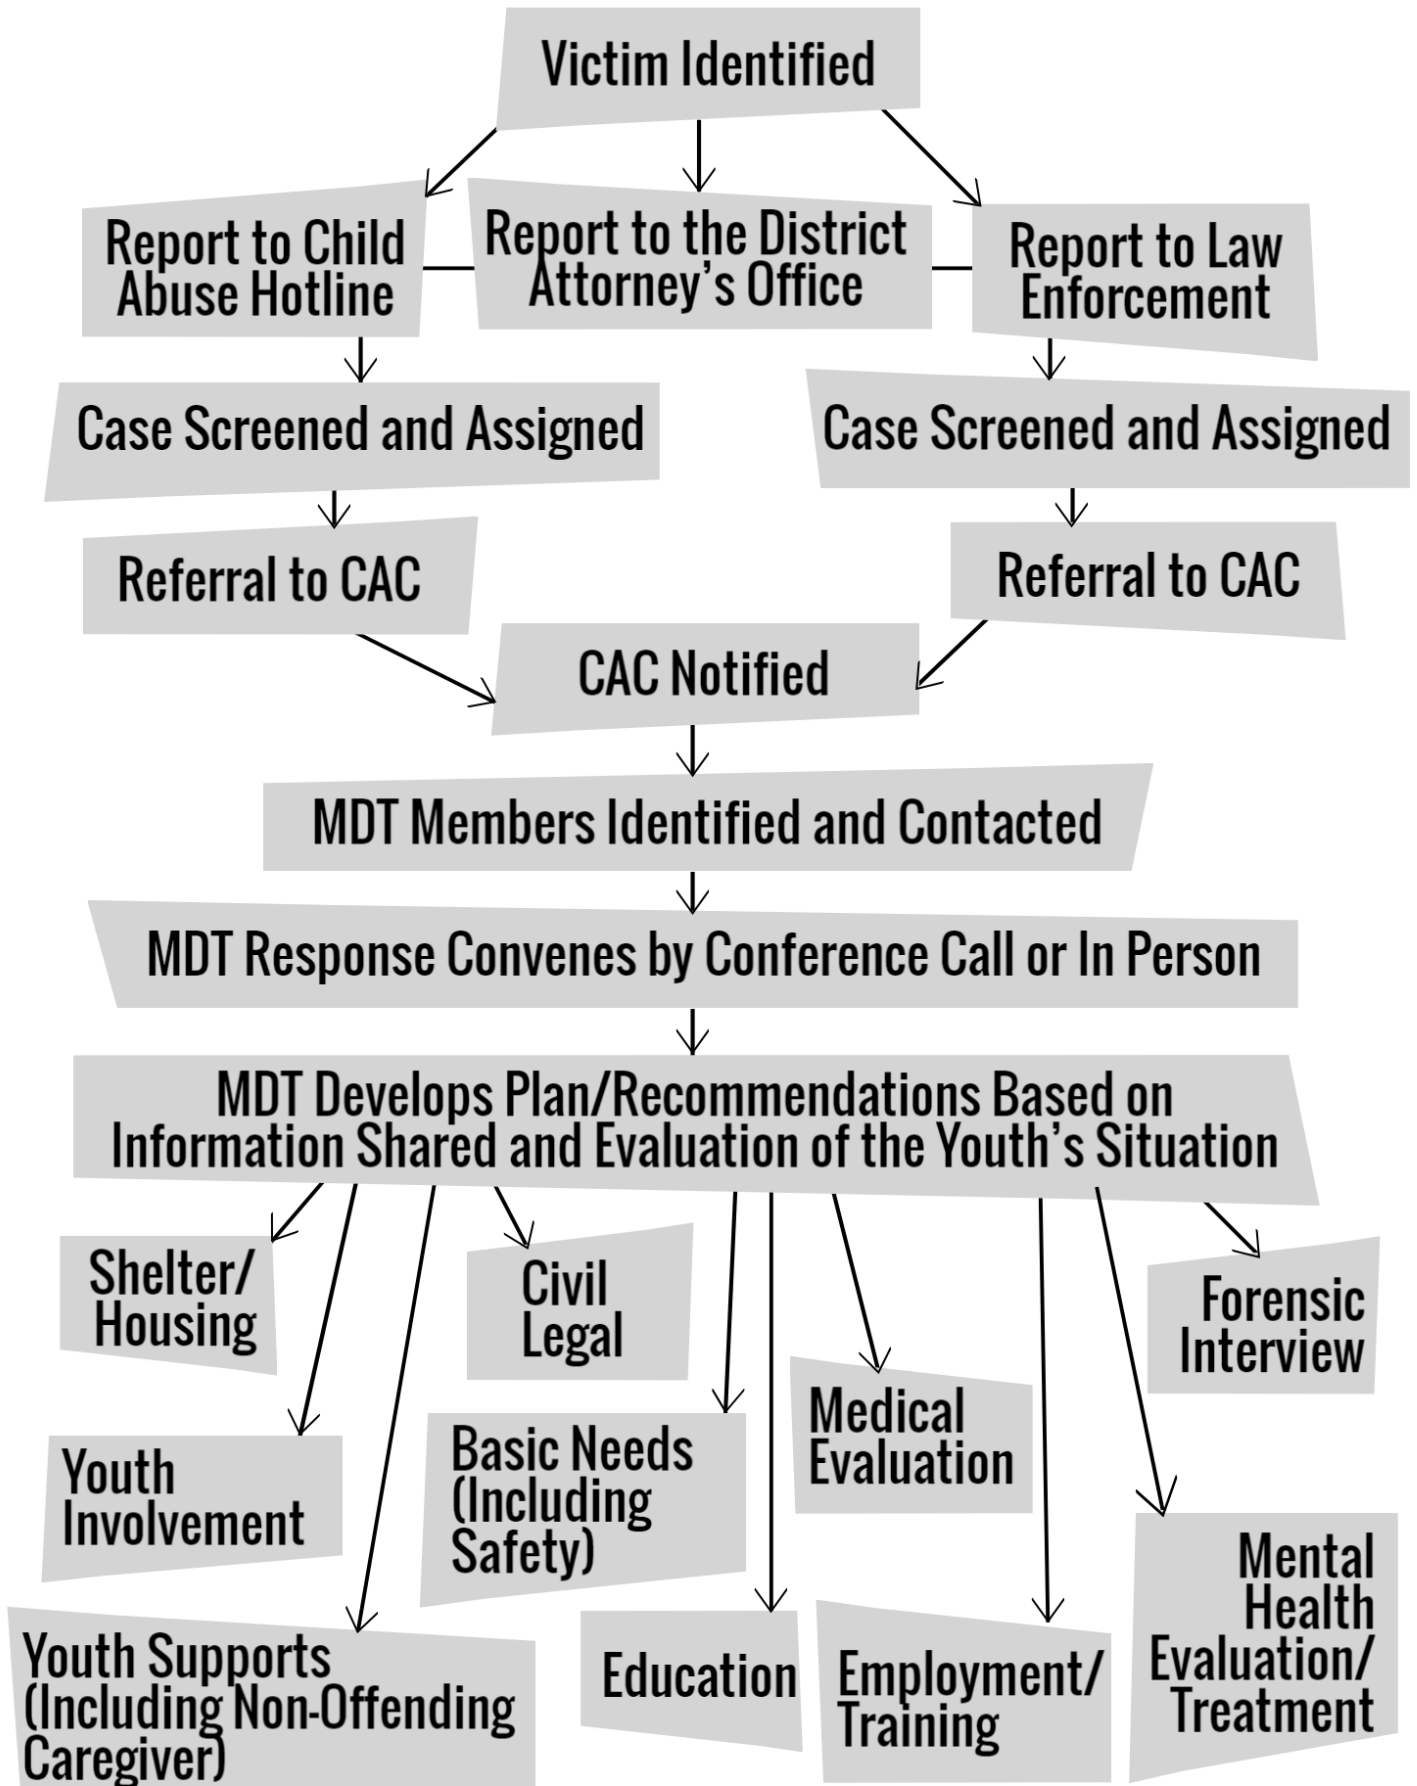 Victim Identified
Report to Child
Abuse Hotline
Report to the District
Attorney’s Office
Report to Law
Enforcement
Case Screened and Assigned
Case Screened and Assigned
Referral to CAC
Referral to CAC
CAC Notified
MDT Members Identified and Contacted
MDT Response Convenes by Conference Call or In Person
MDT Develops Plan/Recommendations Based on
Information Shared and Evaluation of the Youth’s Situation
Shelter/
Housing
Civil
Legal
Forensic
Interview
Youth
Involvement
Basic Needs
(Including
Safety)
Medical
Evaluation
Mental
Health
Evaluation/
Treatment
Youth Supports
(Including Non-Offending
Caregiver)
Education
Employment/
Training